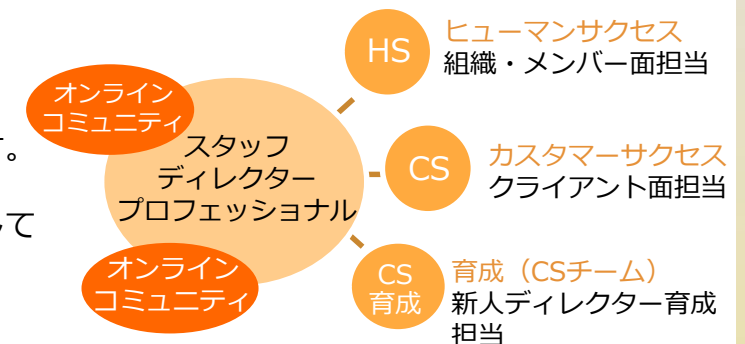 HS
ヒューマンサクセス
組織・メンバー面担当
オンライン
コミュニティ
す。
スタッフ
ディレクター
プロフェッショナル
CS
カスタマーサクセス
クライアント面担当
して
オンライン
コミュニティ
CS
育成
育成（CSチーム）
新人ディレクター育成
担当